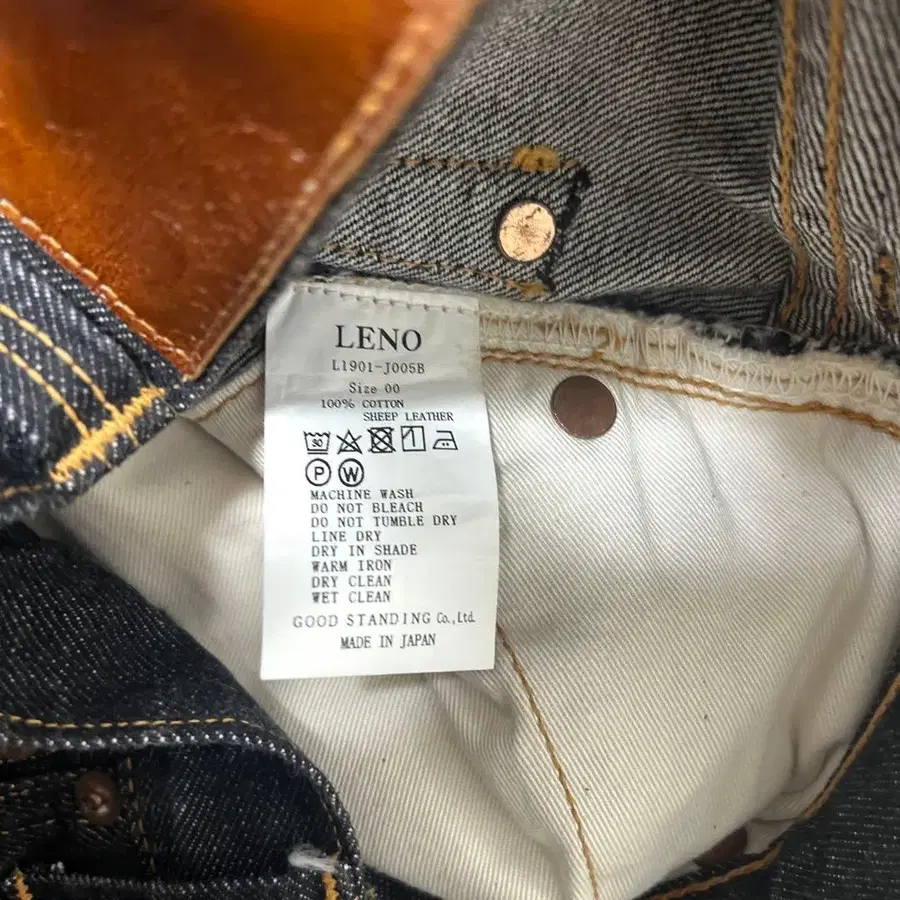 LENO
L1901-J005B
Size 00
100% COTTON
SHEEP LEATHER
30
P W
MACHINE WASH
DO NOT BLEACH
DO NOT TUMBLE DRY
LINE DRY
DRY IN SHADE
WARM IRON
DRY CLEAN
WET CLEAN
GOOD STANDING Co.,Ltd.
MADE IN JAPAN